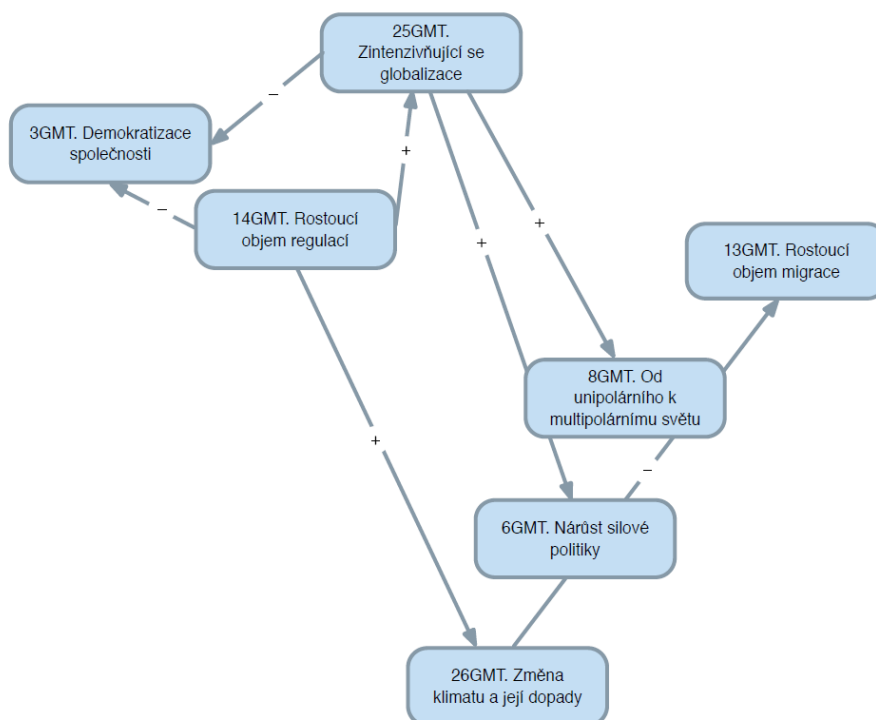 25GMT.
Zintenzivňující se
globalizace
–
3GMT. Demokratizace
společnosti
+
–
14GMT. Rostoucí
objem regulací
+
+
13GMT. Rostoucí
objem migrace
8GMT. Od
unipolárního k
multipolárnímu světu
+
–
6GMT. Nárůst silové
politiky
26GMT. Změna
klimatu a její dopady